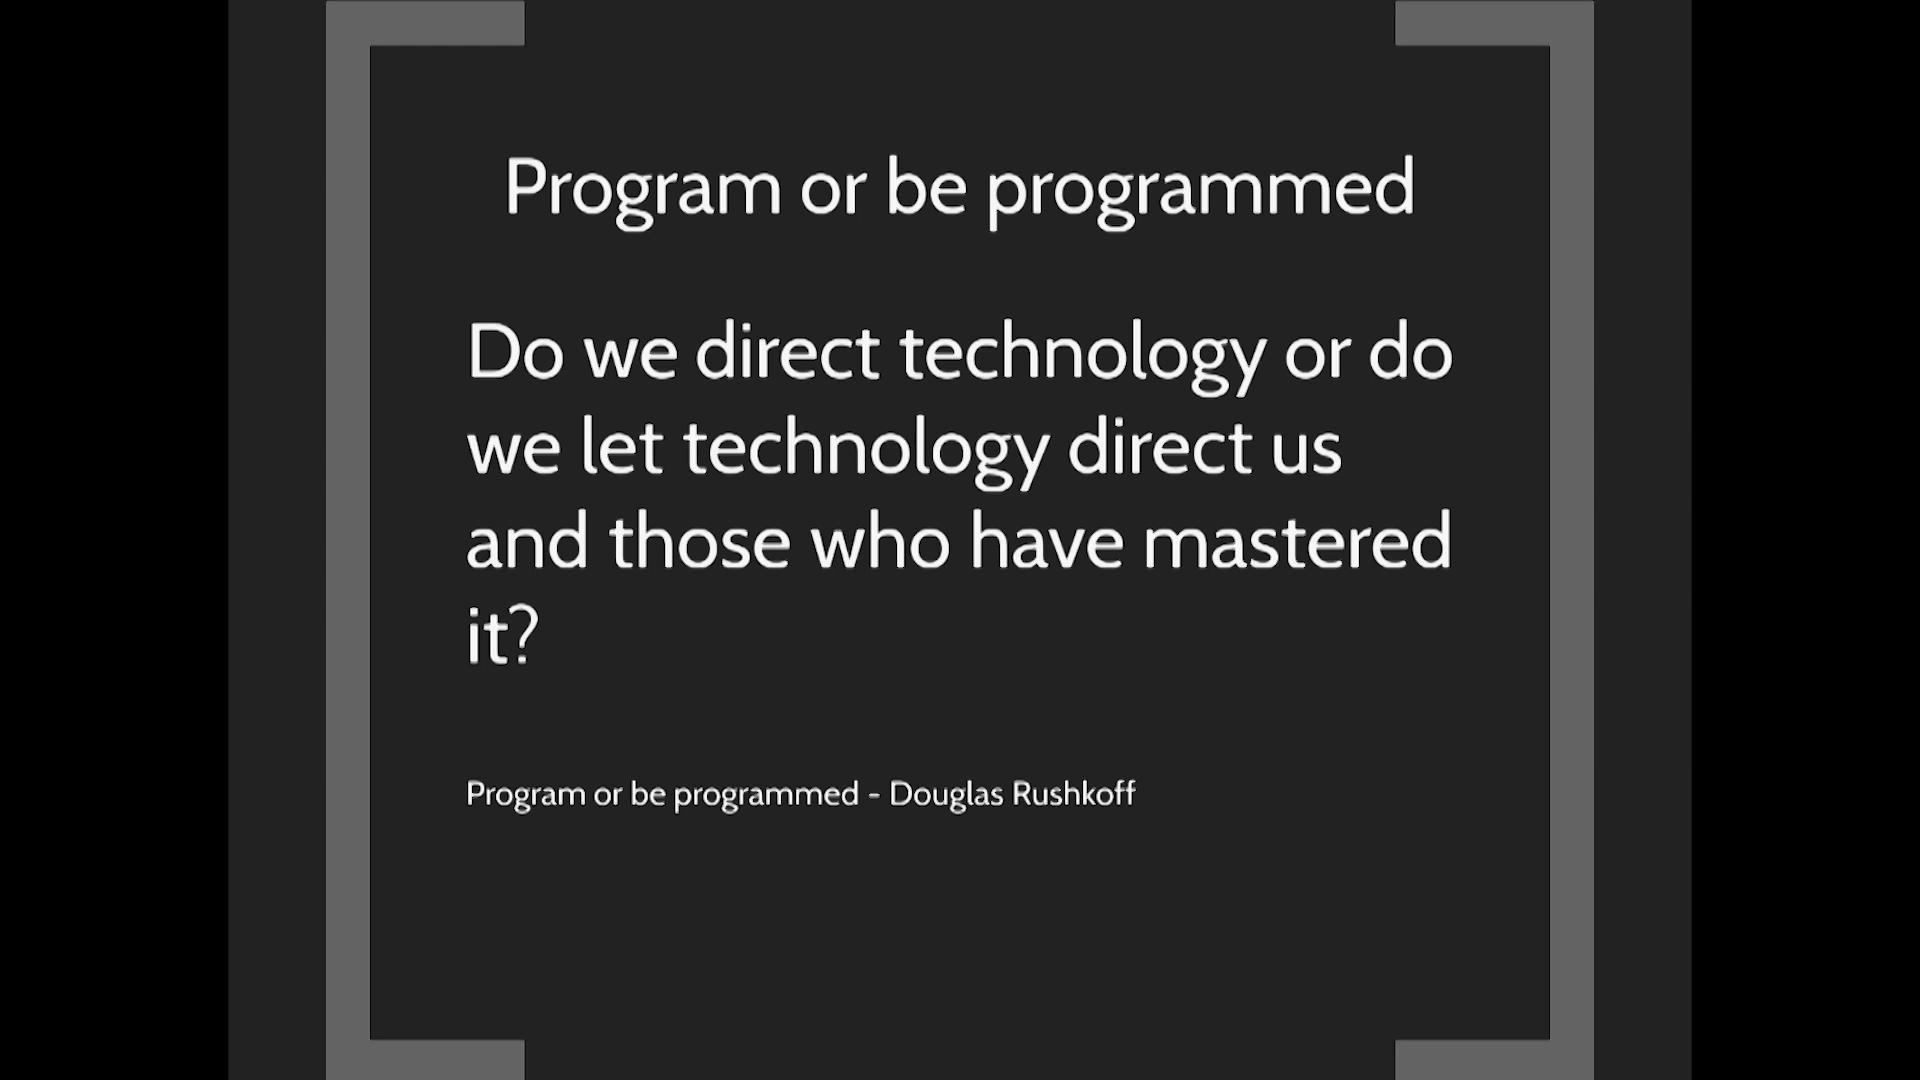 Program or be programmed
Do we direct technology or do
we let technology direct us
and those who have mastered
it?
Program or be programmed - Douglas Rushkoff